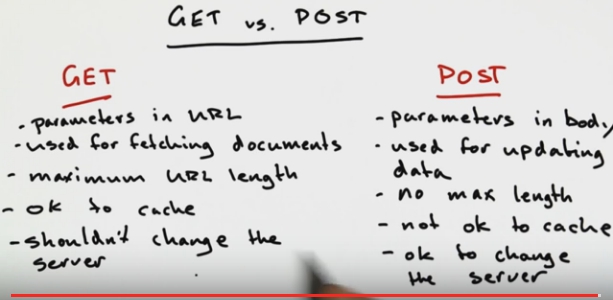 GET vs. POST
GET
- parameters in URL
- used for fetching documents
- maximum URL length
- OK to cache
- shouldn't change the
server
POST
- parameters in body
- used for updating
data
- no max length
- not ok to cache
- ok to change
the server